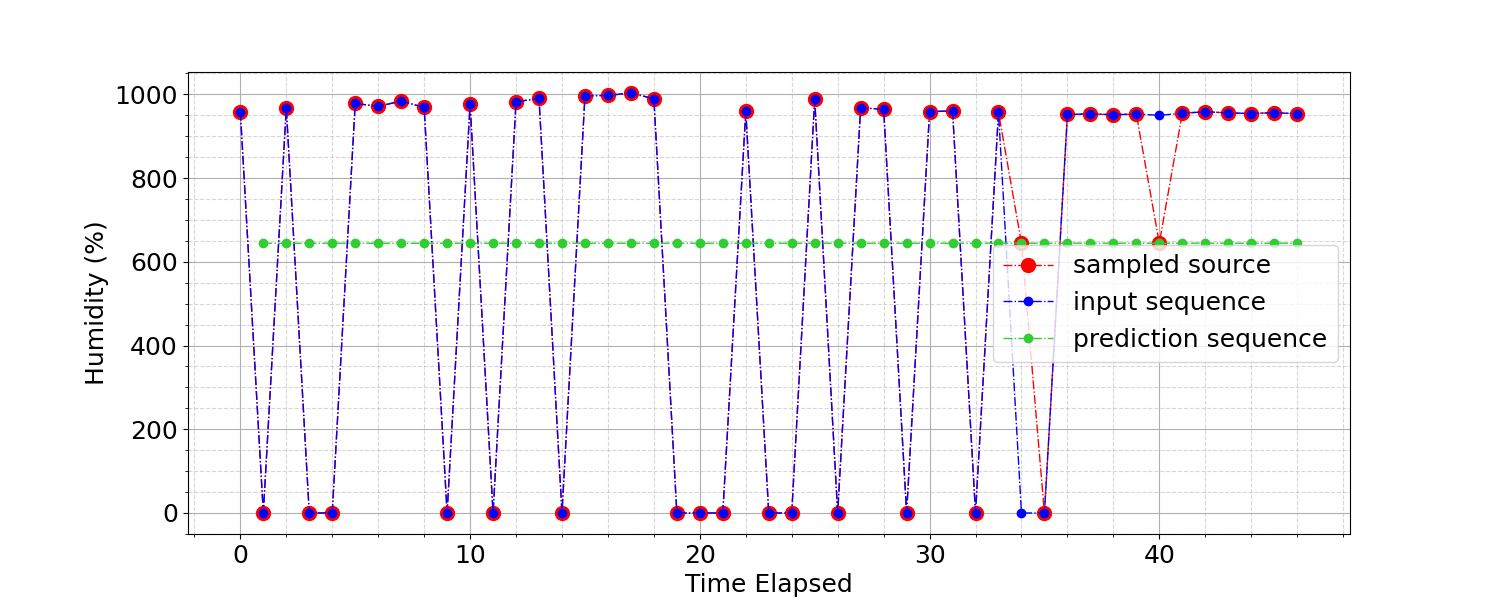 Humidity (%)
1000
800
600
400
200
0
sampled source
input sequence
prediction sequence
0 10 20 30 40
Time Elapsed